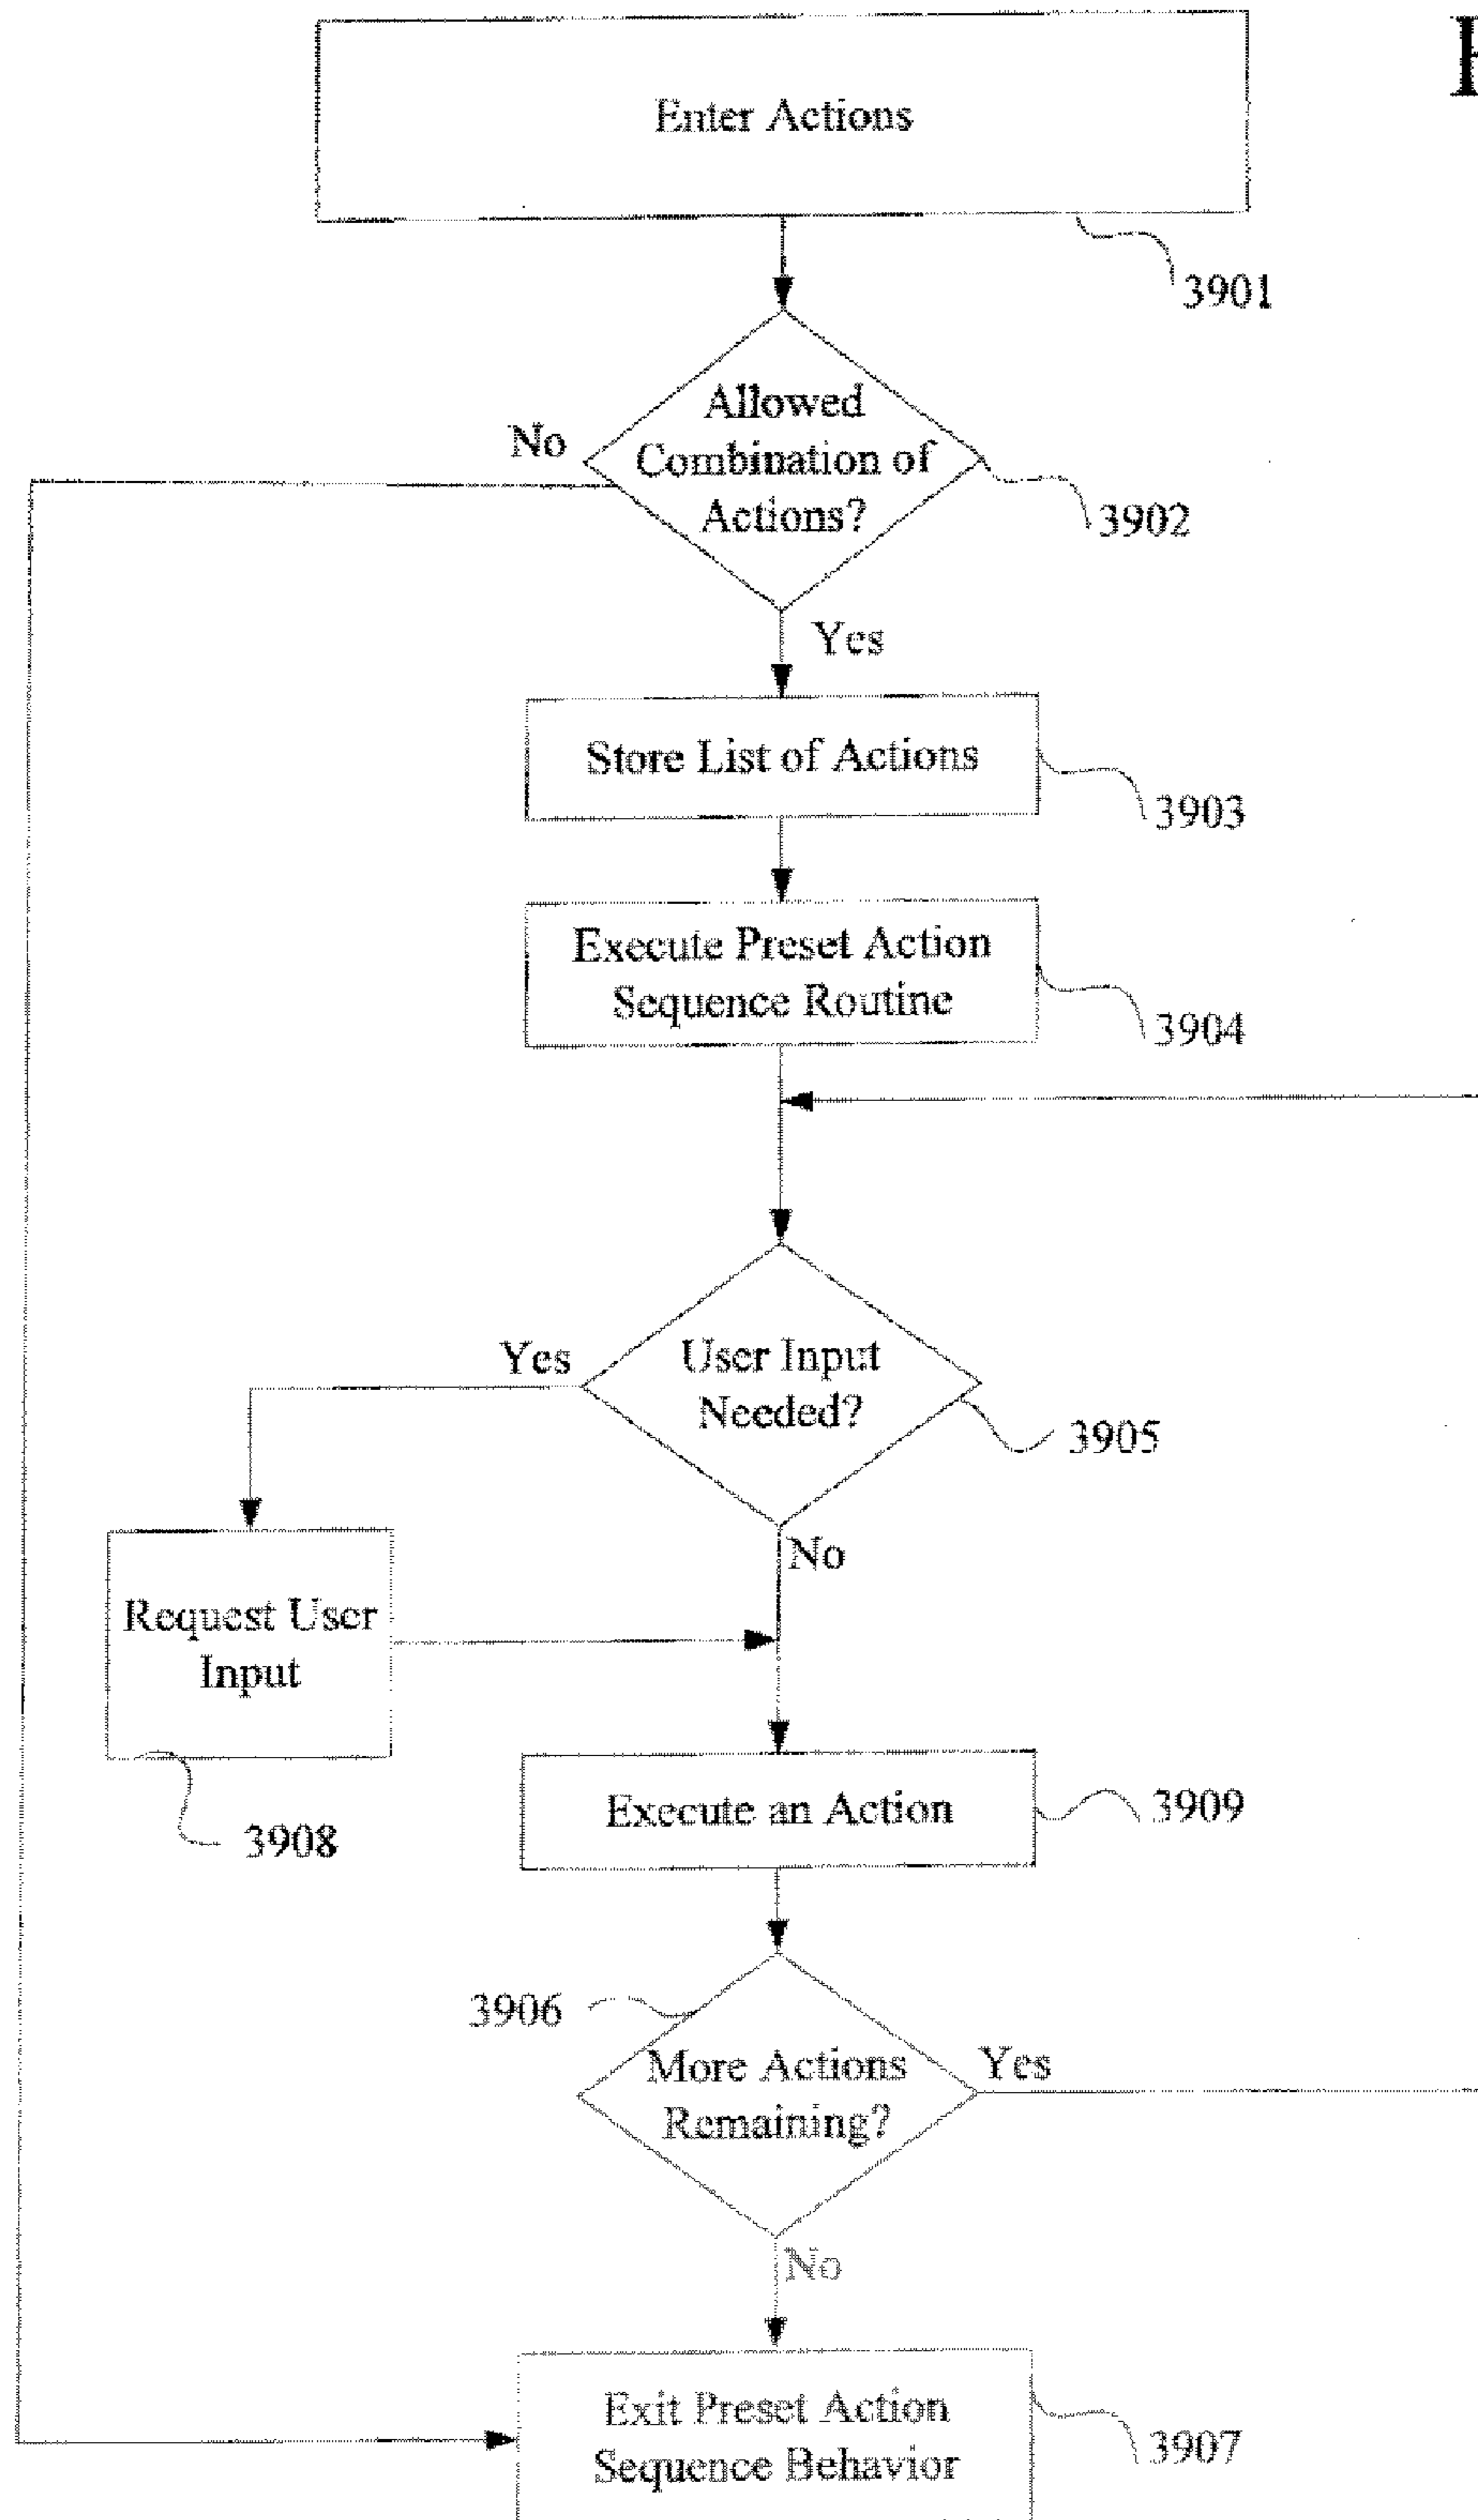 Enter Actions
3901
Allowed
Combination of
Actions?
No
3902
Yes
Store List of Actions
3903
Execute Preset Action
Sequence Routine
3904
User Input
Needed?
Yes
3905
No
Request User
Input
3908
Execute an Action
3909
3906
More Actions
Remaining?
Yes
No
Exit Preset Action
Sequence Behavior
3907